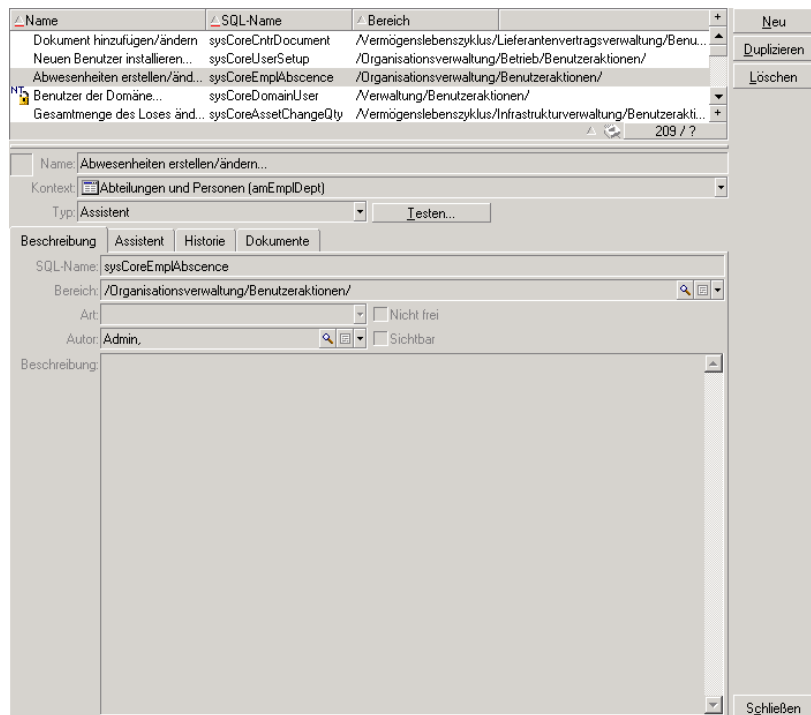 Name SQL-Name Bereich +
Dokument hinzufügen/ändern sysCoreCntrDocument /Vermögenslebenszyklus/Lieferantenvertragsverwaltung/Benu...
Neuen Benutzer installieren... sysCoreUserSetup /Organisationsverwaltung/Betrieb/Benutzeraktionen/
Abwesenheiten erstellen/änd... sysCoreEmplAbscence /Organisationsverwaltung/Benutzeraktionen/
NT Benutzer der Domäne... sysCoreDomainUser /Verwaltung/Benutzeraktionen/
Gesamtmenge des Loses änd... sysCoreAssetChangeQty /Vermögenslebenszyklus/Infrastrukturverwaltung/Benutzerakti... +
209 / ?
Neu
Duplizieren
Löschen
Name: Abwesenheiten erstellen/ändern...
Kontext: Abteilungen und Personen (amEmplDept)
Typ: Assistent Testen...
Beschreibung Assistent Historie Dokumente
SQL-Name: sysCoreEmplAbscence
Bereich: /Organisationsverwaltung/Benutzeraktionen/
Art: Nicht frei
Autor: Admin, Sichtbar
Beschreibung:
Schließen